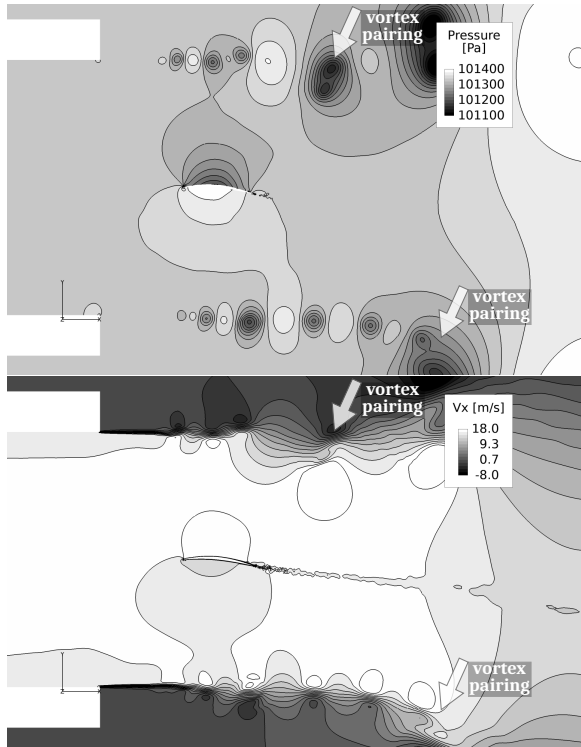 vortex
pairing
Pressure
[Pa]
101400
101300
101200
101100
Y
Z
X
vortex
pairing
vortex
pairing
Vx [m/s]
18.0
9.3
0.7
-8.0
Y
Z
X
vortex
pairing